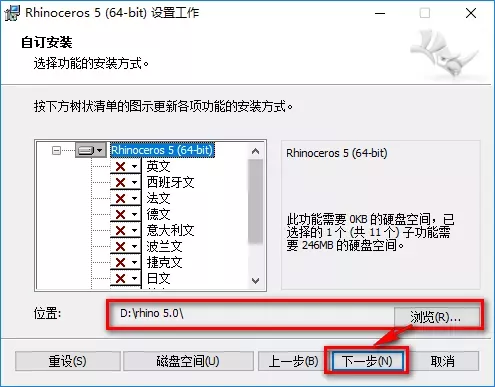 Rhinoceros 5 (64-bit) 设置工作
自订安装
选择功能的安装方式。
按下方树状清单的图示更新各项功能的安装方式。
Rhinoceros 5 (64-bit)
英文
西班牙文
法文
德文
意大利文
波兰文
捷克文
日文
Rhinoceros 5 (64-bit)
此功能需要 0KB 的硬盘空间，已
选择的 1 个 (共 11 个) 子功能需
要 246MB 的硬盘空间。
位置:
D:\rhino 5.0\
浏览(R)...
重设(S)
磁盘空间(U)
上一步(B)
下一步(N)
取消